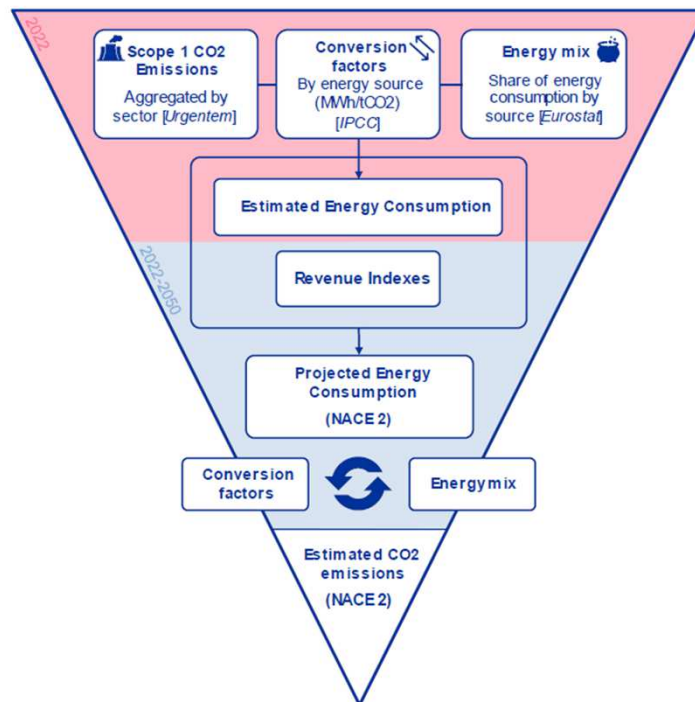 2022
Scope 1 CO2
Emissions
Aggregated by
sector [Urgentem]
Conversion
factors
By energy source
(MWh/tCO2)
[IPCC]
Energy mix
Share of energy
consumption by
source [Eurostat]
Estimated Energy Consumption
2022-2050
Revenue Indexes
Projected Energy
Consumption
(NACE 2)
Conversion
factors
Energy mix
Estimated CO2
emissions
(NACE 2)